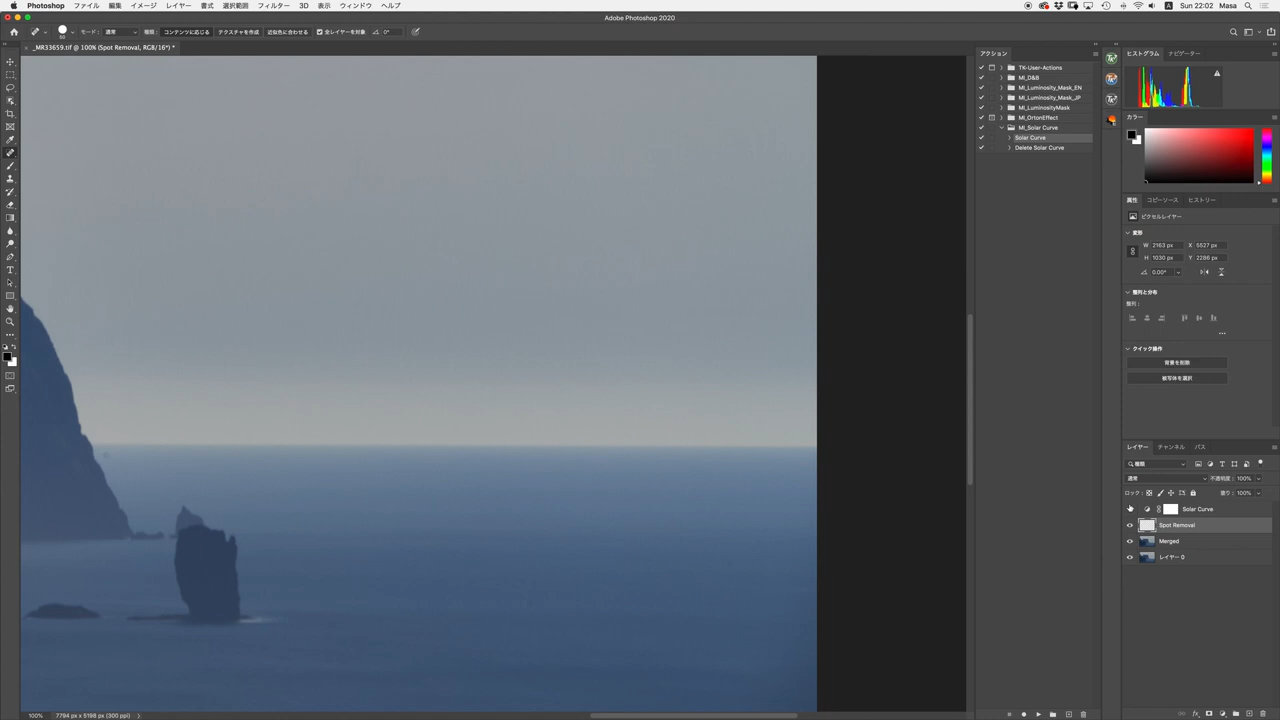 Photoshop ファイル 編集 イメージ レイヤー 書式 選択範囲 フィルター 3D 表示 ウィンドウ ヘルプ Sun 22:02 Masa
Adobe Photoshop 2020
50 モード： 通常 種類： コンテンツに応じる テクスチャを作成 近似色に合わせる 全レイヤーを対象 0°
_MR33659.tif @ 100% (Spot Removal, RGB/16*) *
アクション
TK-User-Actions
MI_D&B
MI_Luminosity_Mask_EN
MI_Luminosity_Mask_JP
MI_LuminosityMask
MI_OrtonEffect
MI_Solar Curve
Solar Curve
Delete Solar Curve
ヒストグラム ナビゲーター
カラー
属性 コピーソース ヒストリー
ピクセルレイヤー
変形
W 2163 px X 5527 px
H 1030 px Y 2286 px
0.00°
整列と分布
整列：
クイック操作
背景を削除
被写体を選択
レイヤー チャンネル パス
種類
通常 不透明度： 100%
ロック： 塗り： 100%
Solar Curve
Spot Removal
Merged
レイヤー 0
100% 7794 px x 5198 px (300 ppi)